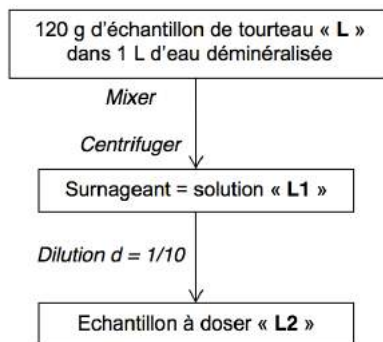 120 g d'échantillon de tourteau « L »
dans 1 L d'eau déminéralisée
Mixer
Centrifuger
Surnageant = solution « L1 »
Dilution d = 1/10
Echantillon à doser « L2 »